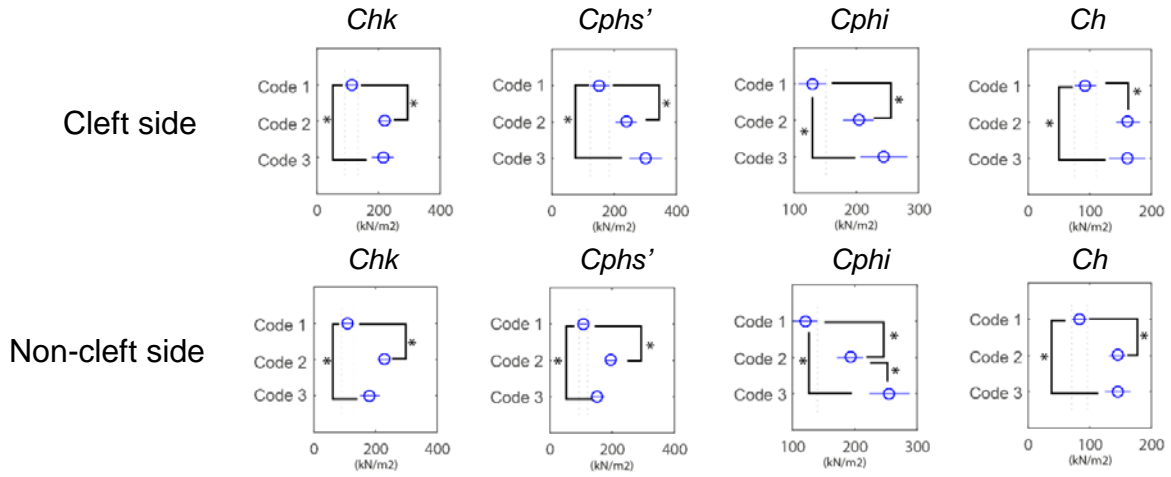 Chk Cphs’ Cphi Ch
Cleft side
Code 1 * *
Code 2
Code 3
0 200 400
(kN/m2)
Code 1 * *
Code 2
Code 3
0 200 400
(kN/m2)
Code 1 * *
Code 2
Code 3
100 200 300
(kN/m2)
Code 1 * *
Code 2
Code 3
0 100 200
(kN/m2)
Chk Cphs’ Cphi Ch
Non-cleft side
Code 1 * *
Code 2
Code 3
0 200 400
(kN/m2)
Code 1 * *
Code 2
Code 3
0 200 400
(kN/m2)
Code 1 * *
Code 2 *
Code 3
100 200 300
(kN/m2)
Code 1 * *
Code 2
Code 3
0 100 200
(kN/m2)